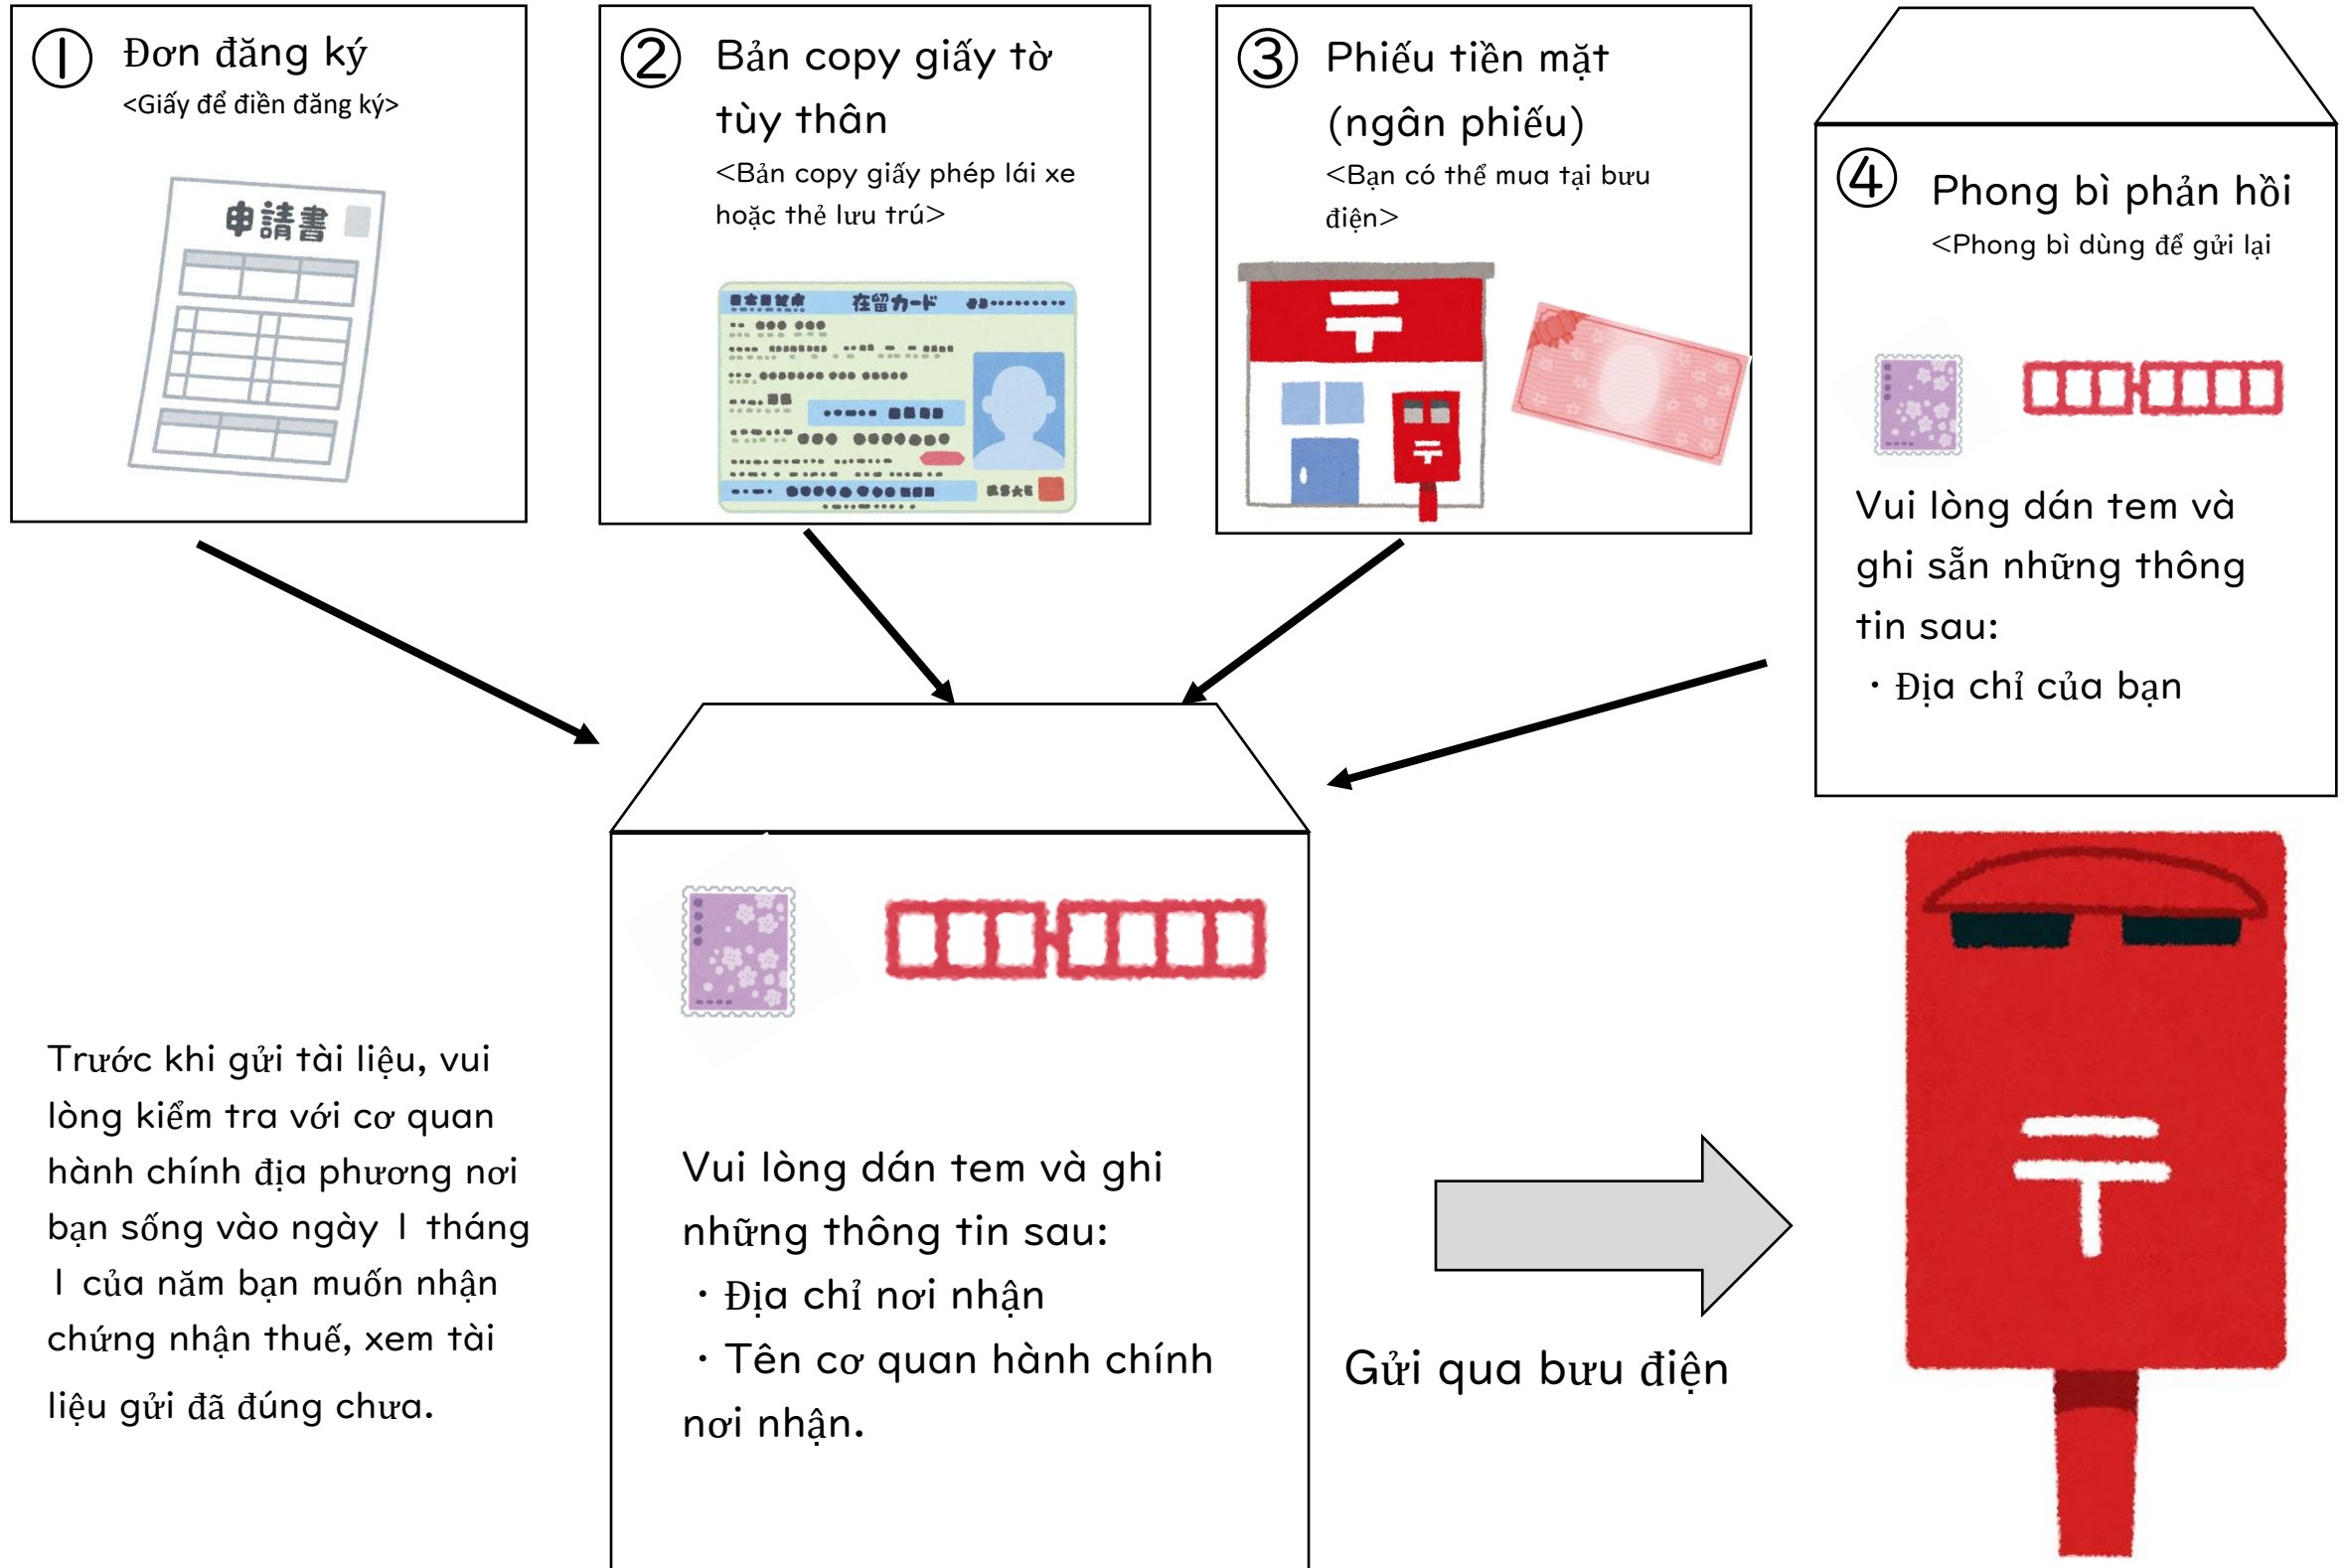 ① Đơn đăng ký
<Giấy để điền đăng ký>
申請書
② Bản copy giấy tờ
tùy thân
<Bản copy giấy phép lái xe
hoặc thẻ lưu trú>
在留カード
③ Phiếu tiền mặt
(ngân phiếu)
<Bạn có thể mua tại bưu
điện>
④ Phong bì phản hồi
<Phong bì dùng để gửi lại
Vui lòng dán tem và
ghi sẵn những thông
tin sau:
・Địa chỉ của bạn
Trước khi gửi tài liệu, vui
lòng kiểm tra với cơ quan
hành chính địa phương nơi
bạn sống vào ngày 1 tháng
1 của năm bạn muốn nhận
chứng nhận thuế, xem tài
liệu gửi đã đúng chưa.
Vui lòng dán tem và ghi
những thông tin sau:
・Địa chỉ nơi nhận
・Tên cơ quan hành chính
nơi nhận.
Gửi qua bưu điện